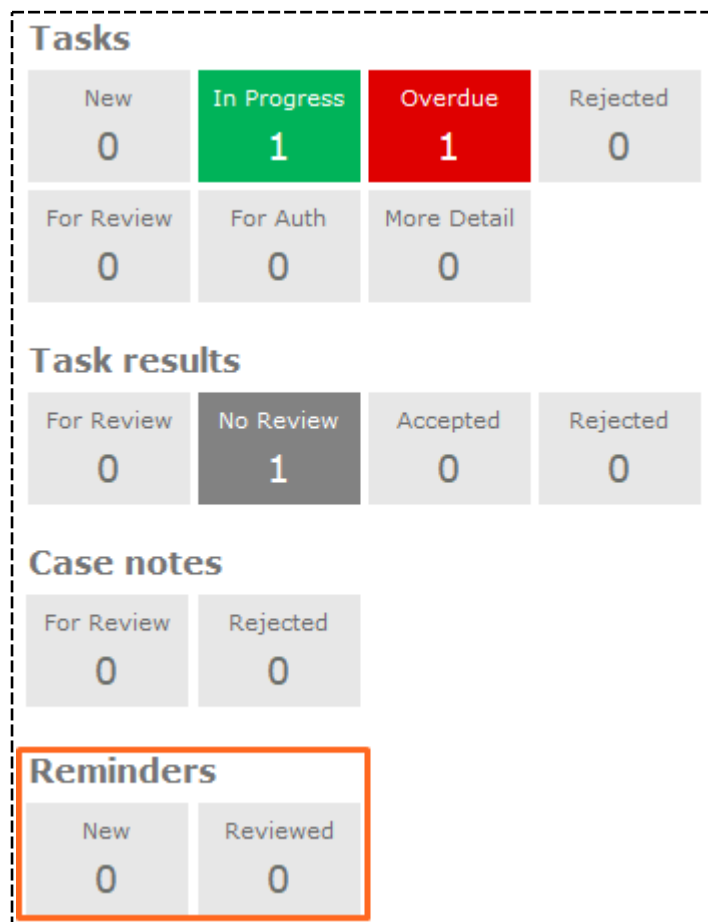 Tasks
New In Progress Overdue Rejected
0 1 1 0
For Review For Auth More Detail
0 0 0
Task results
For Review No Review Accepted Rejected
0 1 0 0
Case notes
For Review Rejected
0 0
Reminders
New Reviewed
0 0